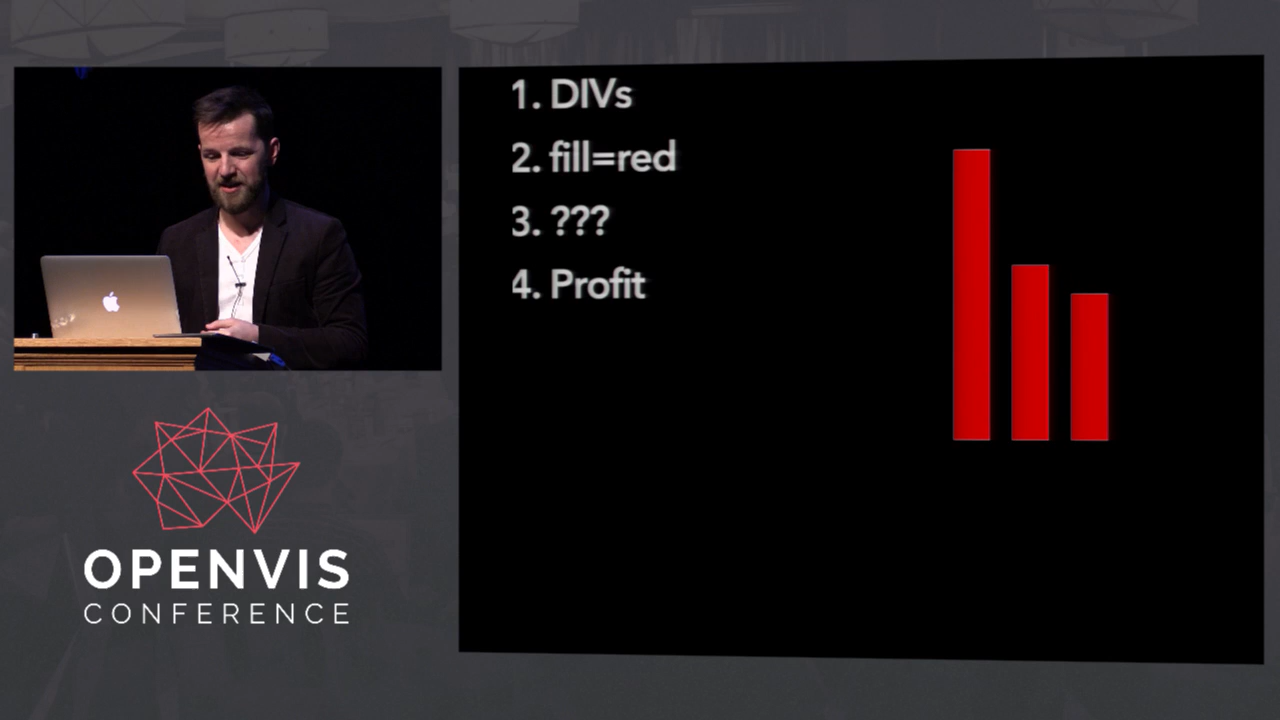 1. DIVs
2. fill=red
3. ???
4. Profit
OPENVIS
CONFERENCE